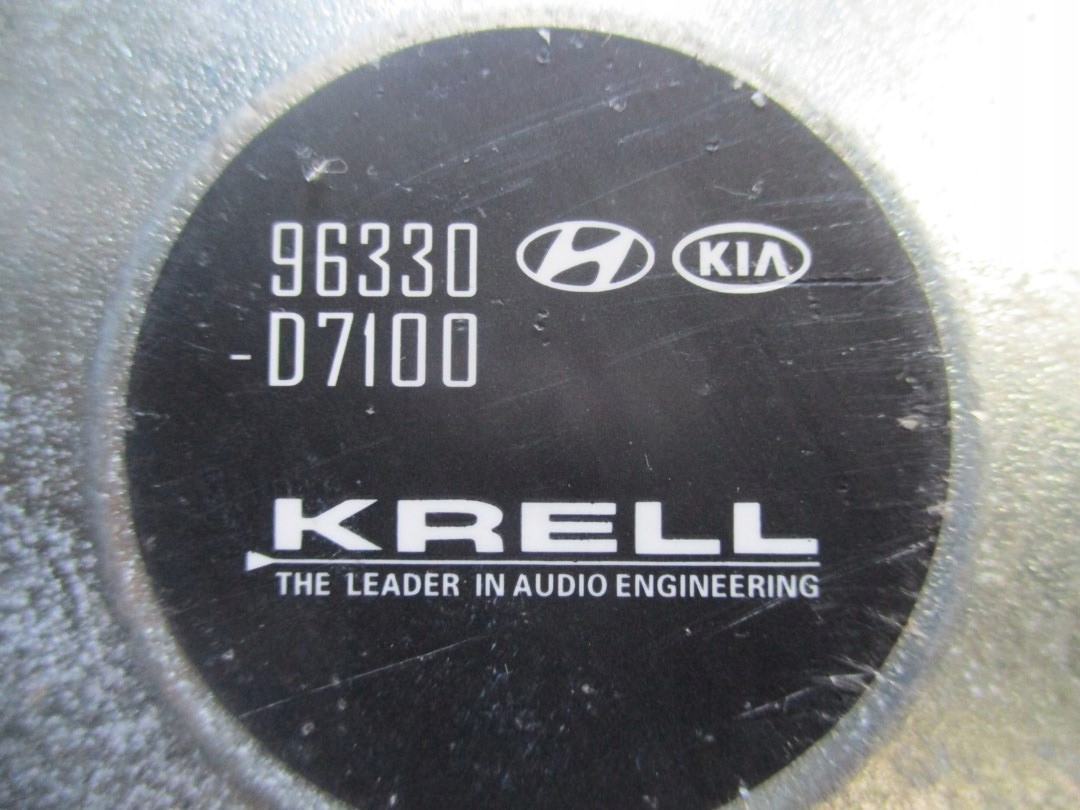 96330
KIA
-D7100
KRELL
THE LEADER IN AUDIO ENGINEERING